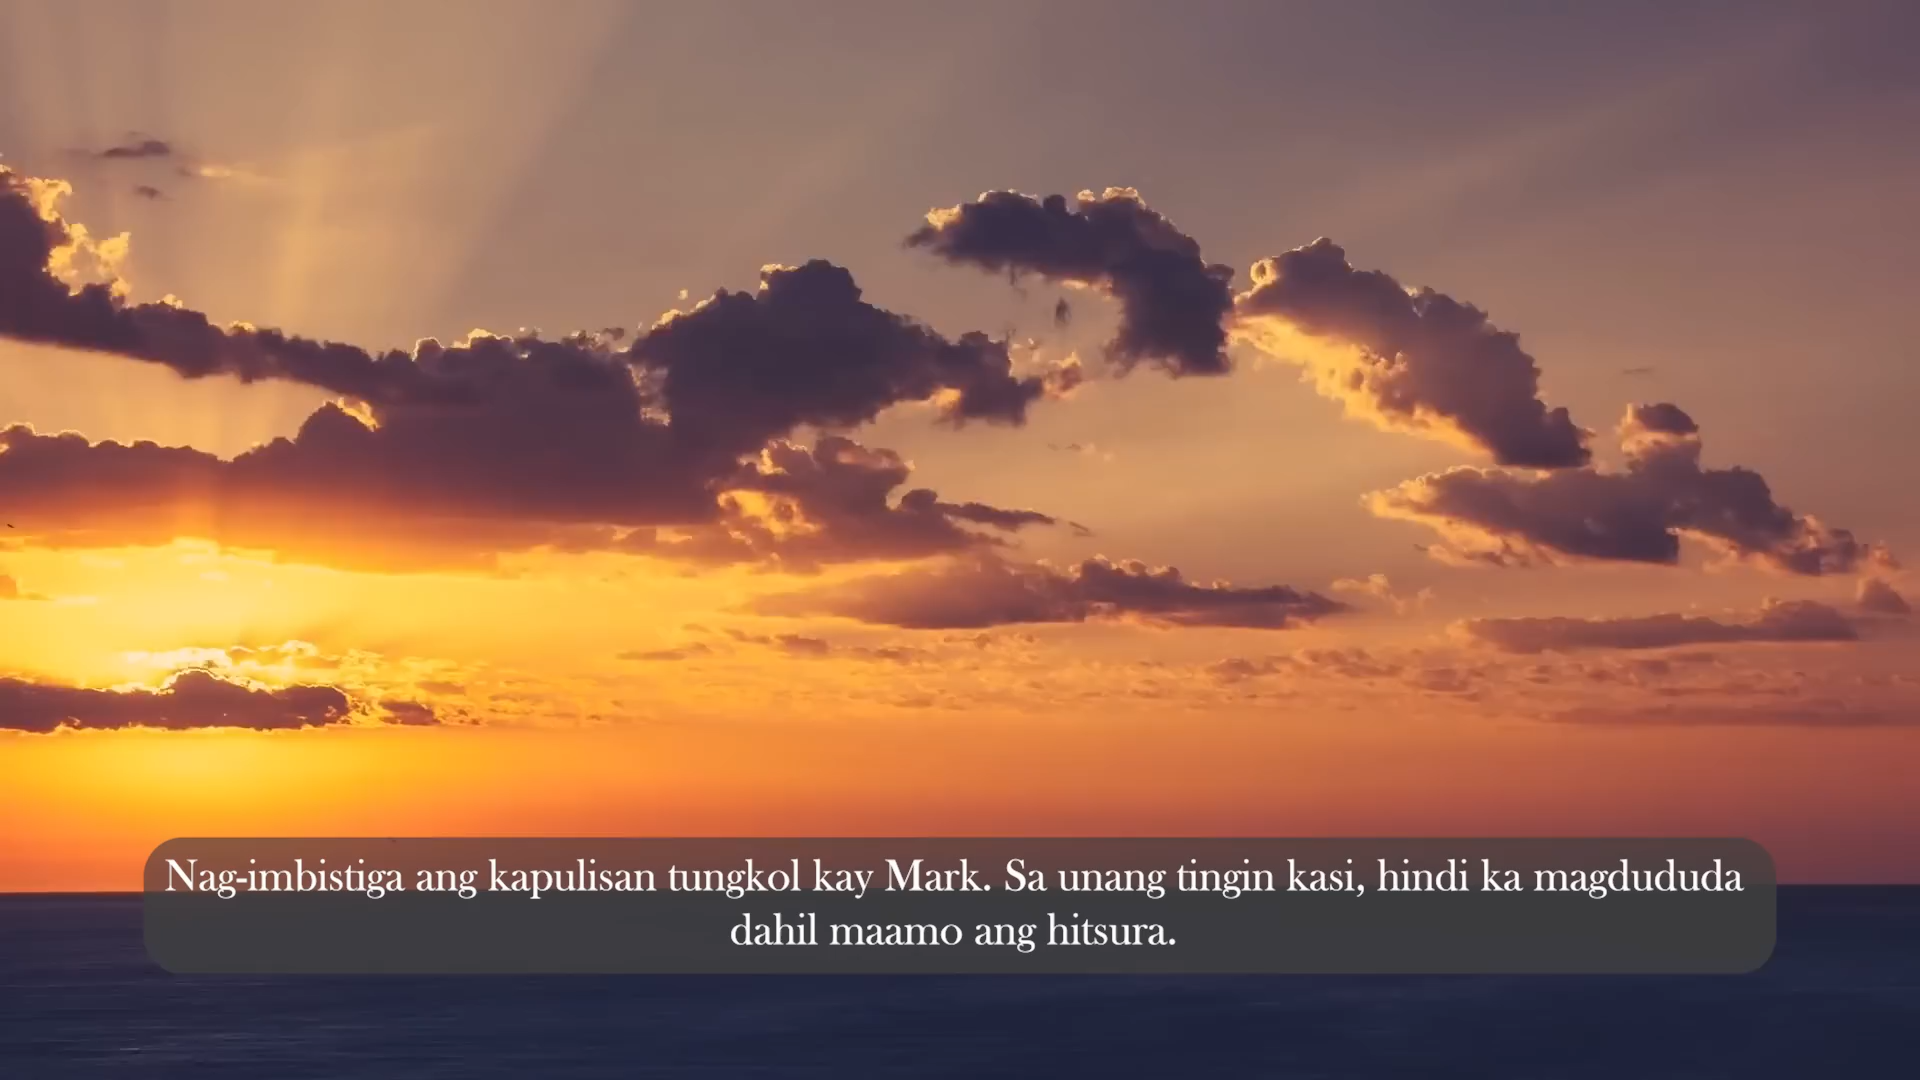 Nag-imbistiga ang kapulisan tungkol kay Mark. Sa unang tingin kasi, hindi ka magdududa
dahil maamo ang hitsura.